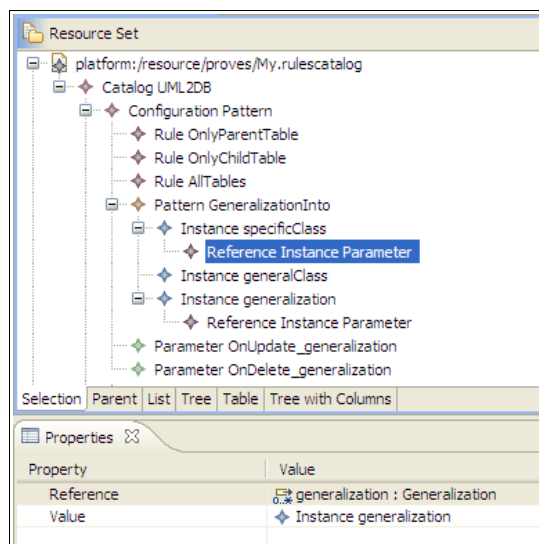 Resource Set
platform:/resource/proves/My.rulescatalog
Catalog UML2DB
Configuration Pattern
Rule OnlyParentTable
Rule OnlyChildTable
Rule AllTables
Pattern GeneralizationInto
Instance specificClass
Reference Instance Parameter
Instance generalClass
Instance generalization
Reference Instance Parameter
Parameter OnUpdate_generalization
Parameter OnDelete_generalization
Selection Parent List Tree Table Tree with Columns
Properties
Property Value
Reference 0..* generalization : Generalization
Value Instance generalization